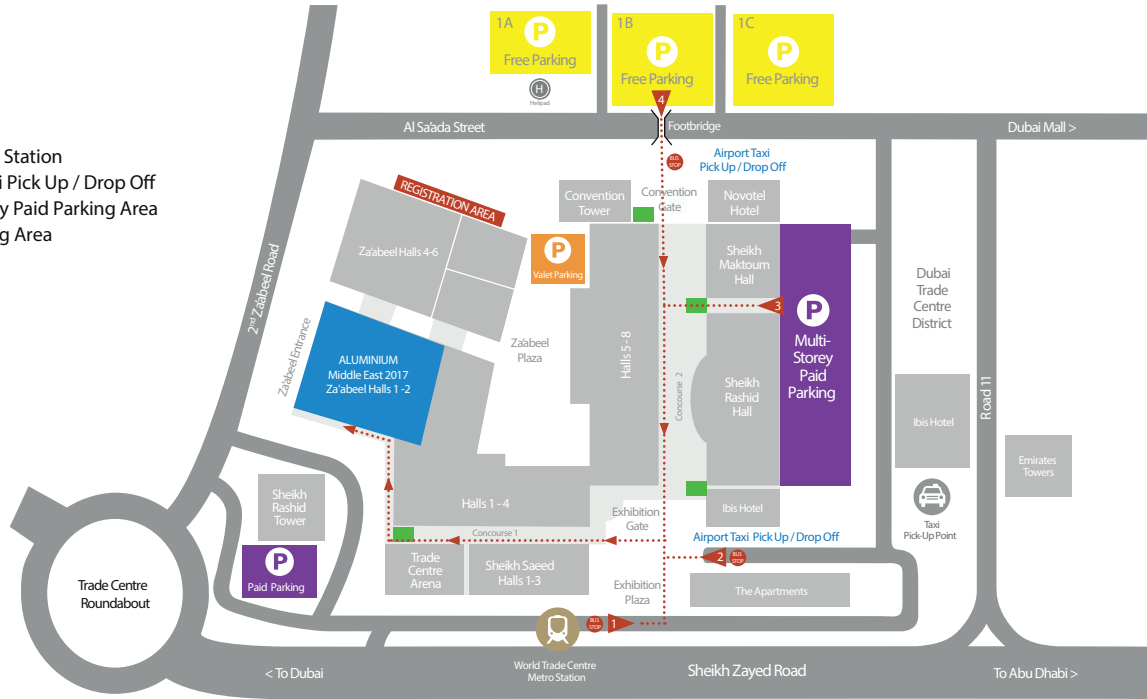 1A
P
Free Parking
H
Helipad
1B
P
Free Parking
1C
P
Free Parking
4
Al Sa'ada Street
Footbridge
Dubai Mall >
Station
i Pick Up / Drop Off
y Paid Parking Area
g Area
BUS
STOP
Airport Taxi
Pick Up / Drop Off
REGISTRATION AREA
Convention
Tower
Convention
Gate
Novotel
Hotel
Za'abeel Halls 4-6
P
Valet Parking
Sheikh
Maktoum
Hall
2nd Za'abeel Road
Za'abeel Entrance
ALUMINIUM
Middle East 2017
Za'abeel Halls 1 -2
Za'abeel
Plaza
Halls 5 - 8
Concourse 2
3
P
Multi-
Storey
Paid
Parking
Sheikh
Rashid
Hall
Dubai
Trade
Centre
District
Ibis Hotel
Road 11
Emirates
Towers
Taxi
Pick-Up Point
Sheikh
Rashid
Tower
Halls 1 - 4
Exhibition
Gate
Ibis Hotel
Concourse 1
Airport Taxi Pick Up / Drop Off
2
BUS
STOP
P
Paid Parking
Trade
Centre
Arena
Sheikh Saeed
Halls 1-3
Exhibition
Plaza
The Apartments
Trade Centre
Roundabout
BUS
STOP
1
World Trade Centre
Metro Station
< To Dubai
Sheikh Zayed Road
To Abu Dhabi >